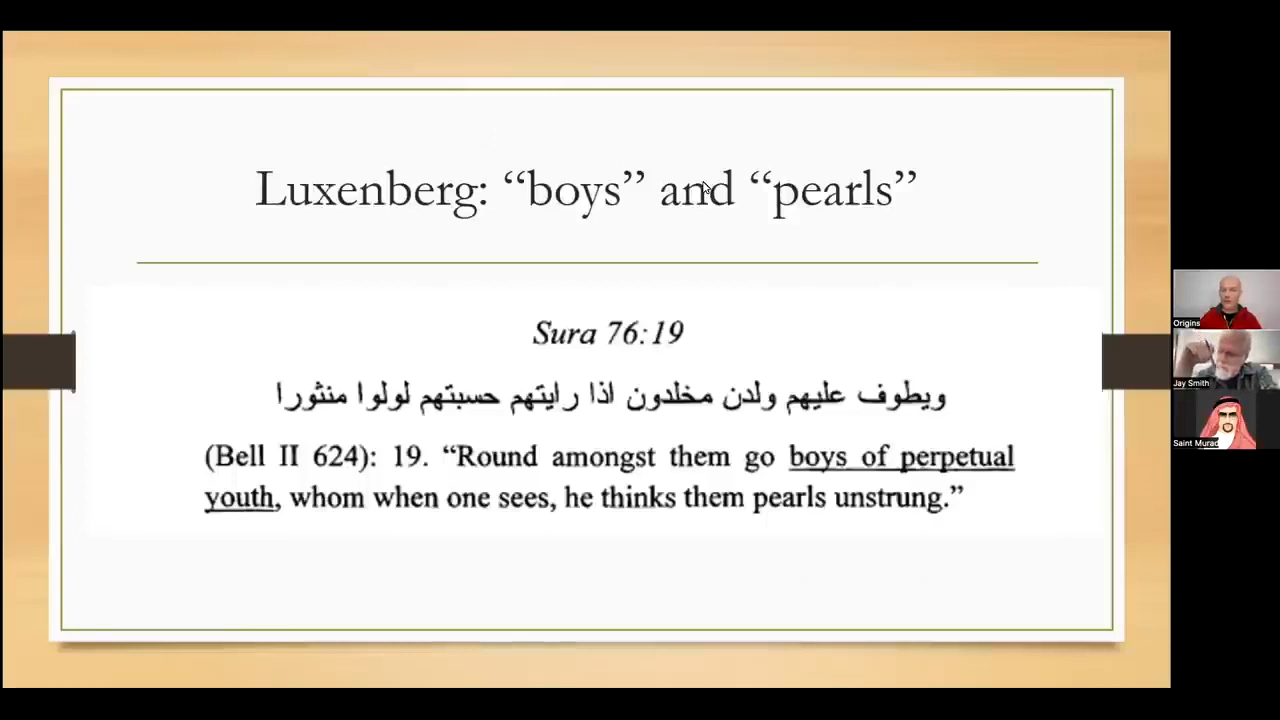 Luxenberg: “boys” and “pearls”
Sura 76:19
ويطوف عليهم ولدن مخلدون اذا رايتهم حسبتهم لولوا منثورا
(Bell II 624): 19. “Round amongst them go boys of perpetual
youth, whom when one sees, he thinks them pearls unstrung.”
Origins
Jay Smith
Saint Murad